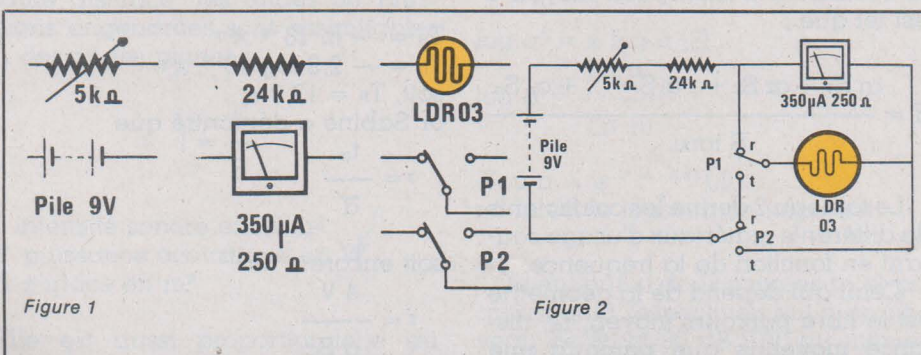 5kΩ
24kΩ
LDR03
Pile 9V
350µA
250 Ω
P1
P2
Figure 1
5kΩ
24kΩ
350µA 250 Ω
Pile
9V
P1
r
t
LDR
03
P2
t
Figure 2